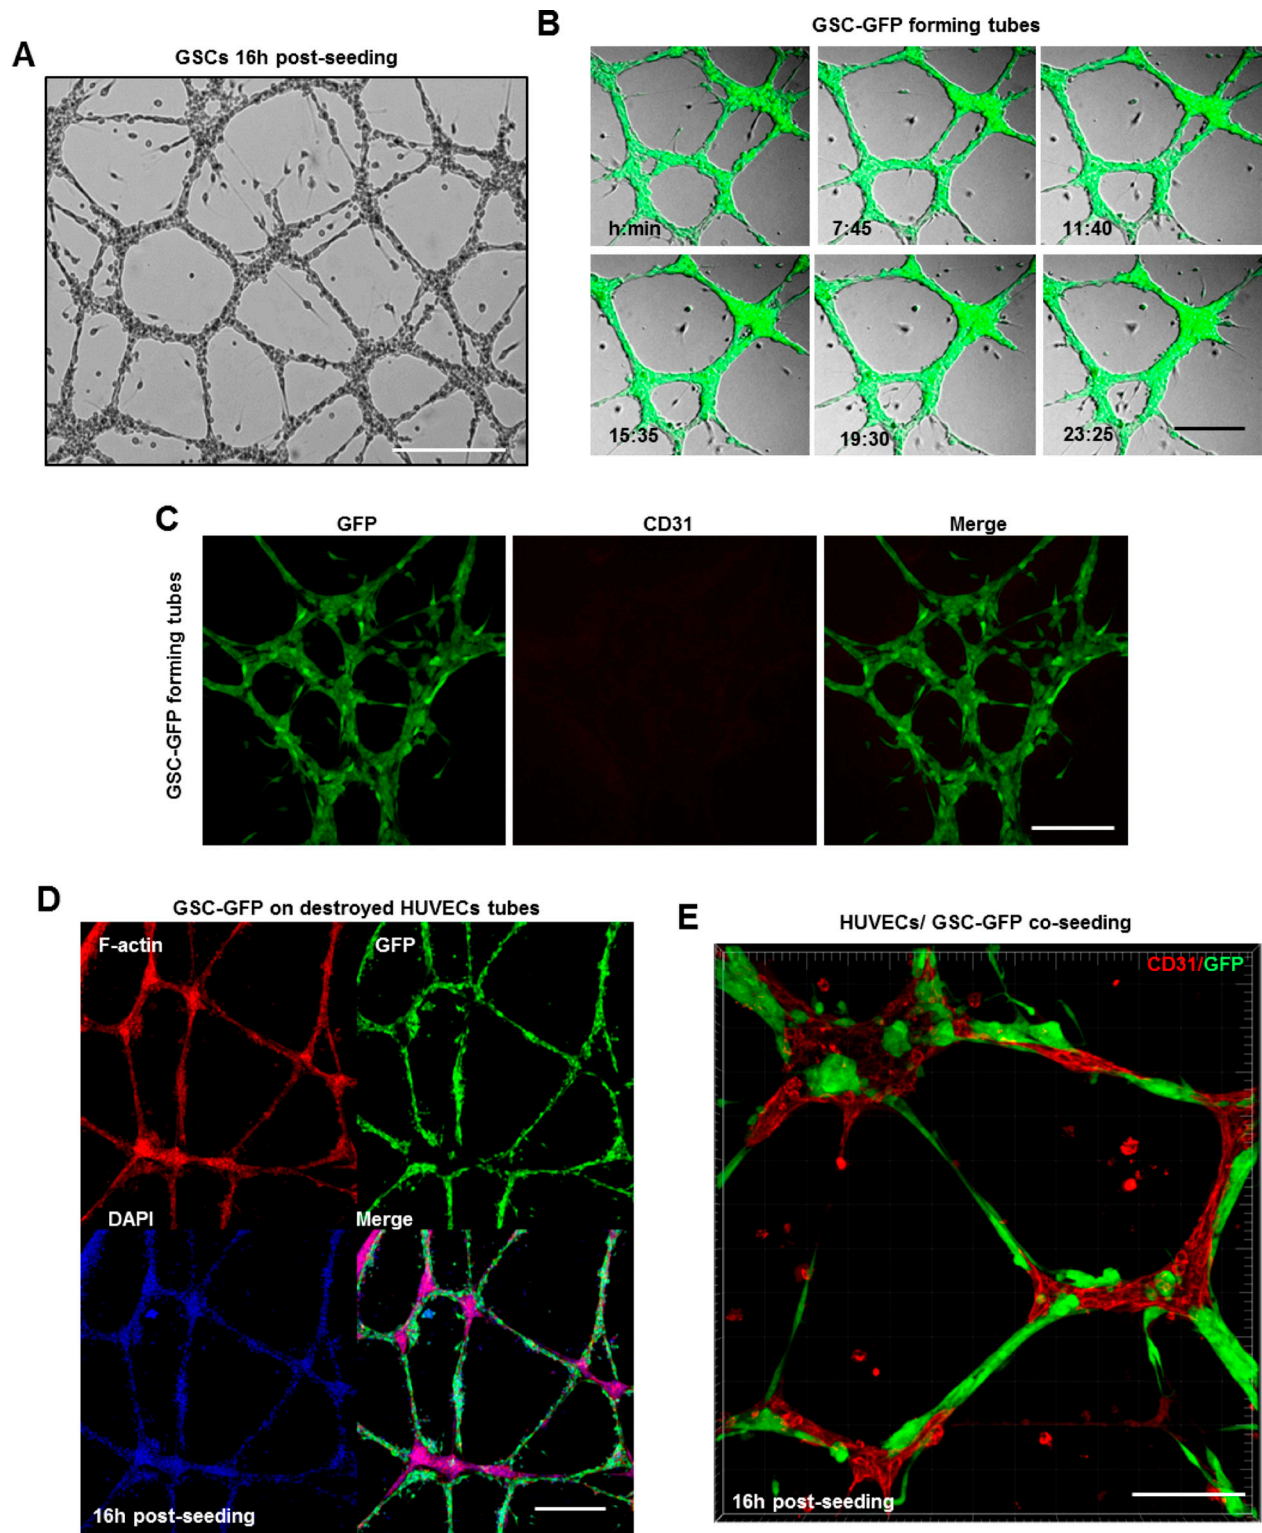 A
GSCs 16h post-seeding
B
GSC-GFP forming tubes
h:min
7:45
11:40
15:35
19:30
23:25
C
GFP
CD31
Merge
GSC-GFP forming tubes
D
GSC-GFP on destroyed HUVECs tubes
F-actin
GFP
DAPI
Merge
16h post-seeding
E
HUVECs/ GSC-GFP co-seeding
CD31/GFP
16h post-seeding